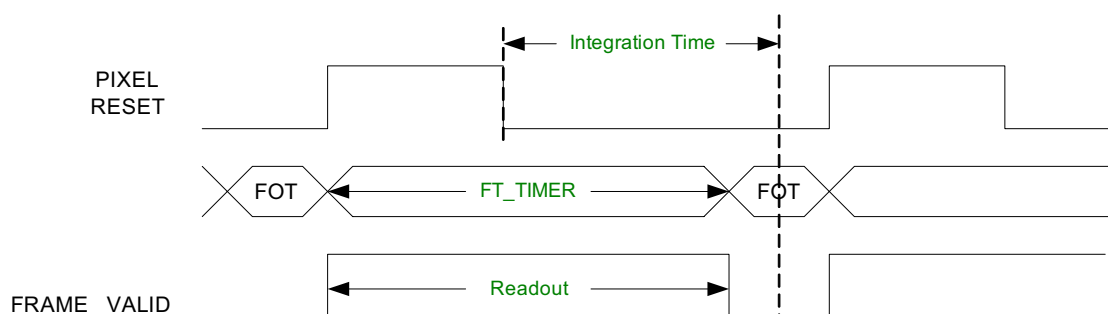 Integration Time
PIXEL
RESET
FOT
FT_TIMER
FOT
Readout
FRAME VALID